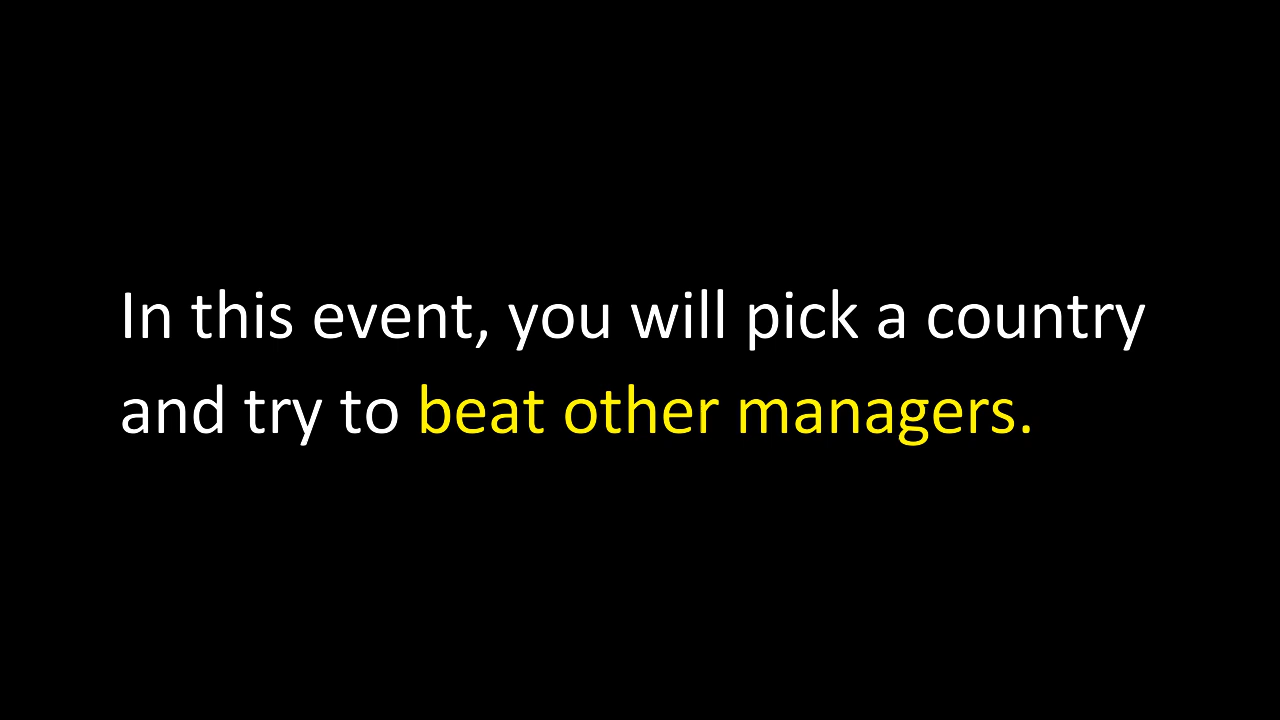 In this event, you will pick a country
and try to beat other managers.